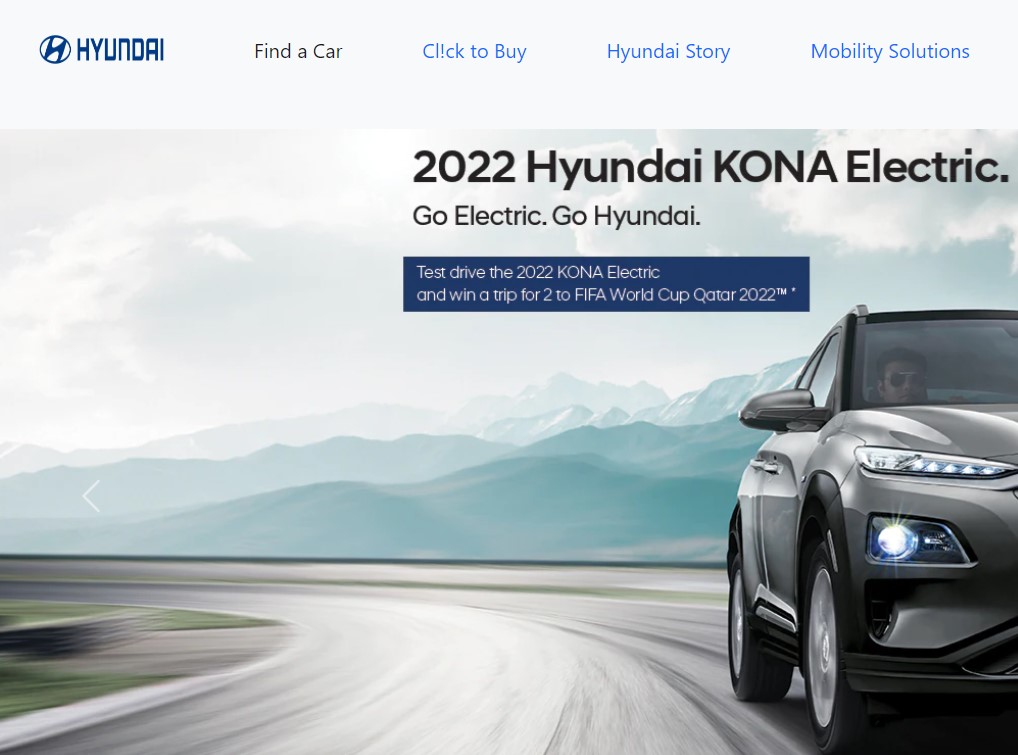 HYUNDAI
Find a Car
Cl!ck to Buy
Hyundai Story
Mobility Solutions
2022 Hyundai KONA Electric.
Go Electric. Go Hyundai.
Test drive the 2022 KONA Electric
and win a trip for 2 to FIFA World Cup Qatar 2022™ *